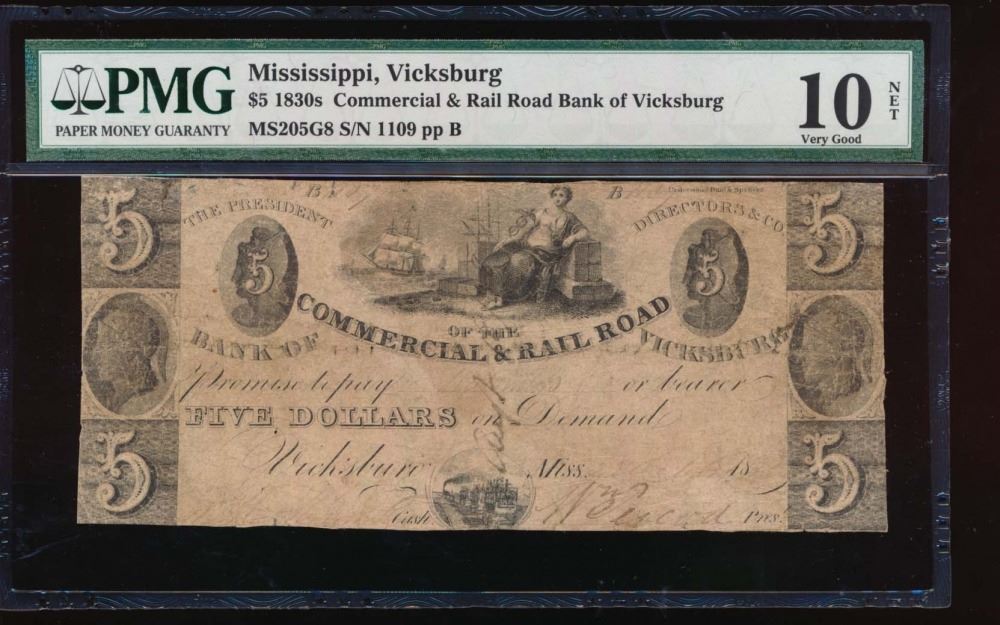 PMG
PAPER MONEY GUARANTY
Mississippi, Vicksburg
$5 1830s Commercial & Rail Road Bank of Vicksburg
MS205G8 S/N 1109 pp B
10 NET
Very Good
5 B B 5
THE PRESIDENT DIRECTORS & CO.
5 5
OF THE
BANK OF COMMERCIAL & RAIL ROAD VICKSBURG
Promise to pay or bearer
FIVE DOLLARS on Demand
Vicksburg Miss. 18
5 5
Cash. Pres.